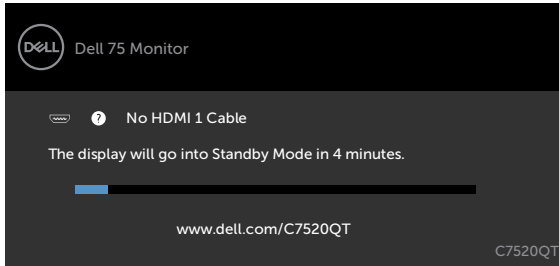 DELL Dell 75 Monitor
? No HDMI 1 Cable
The display will go into Standby Mode in 4 minutes.
www.dell.com/C7520QT
C7520QT